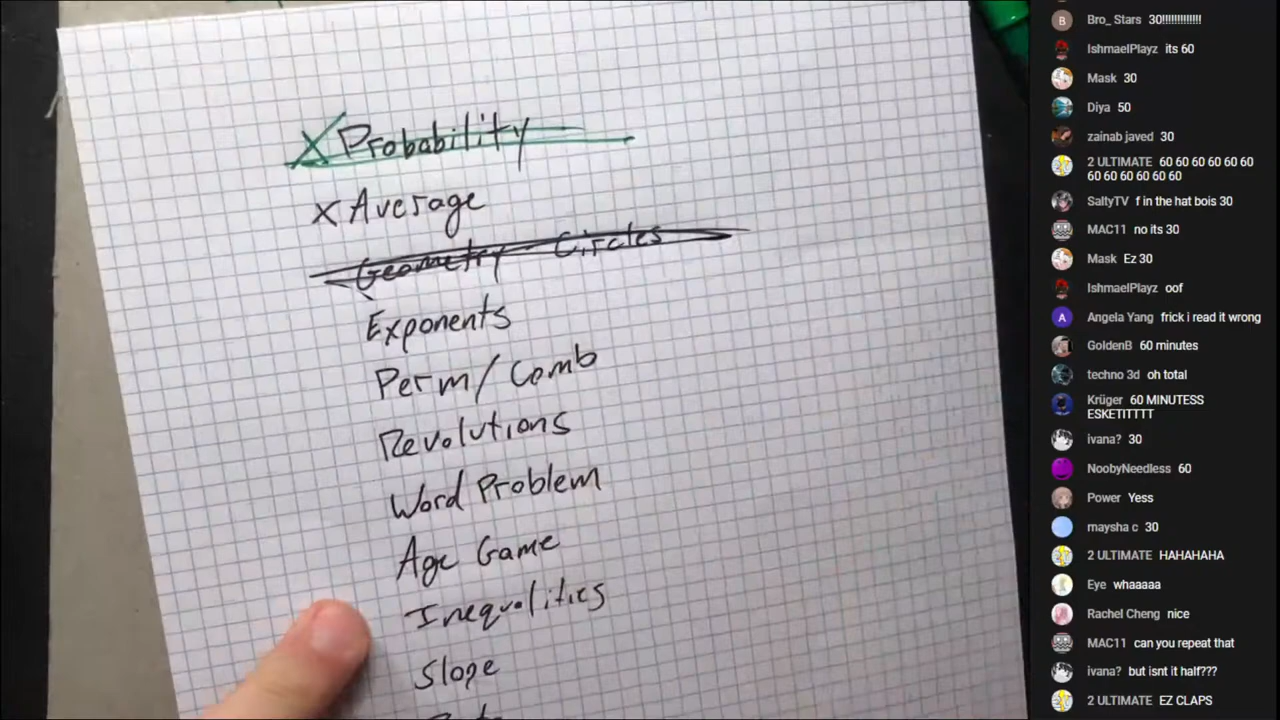 X Probability
x Average
Geometry - Circles
Exponents
Perm/Comb
Revolutions
Word Problem
Age Game
Inequalities
Slope
Bro_ Stars 30!!!!!!!!!!!!!
IshmaelPlayz its 60
Mask 30
Diya 50
zainab javed 30
2 ULTIMATE 60 60 60 60 60 60 60
60 60 60 60 60 60
SaltyTV f in the hat bois 30
MAC11 no its 30
Mask Ez 30
IshmaelPlayz oof
A Angela Yang frick i read it wrong
GoldenB 60 minutes
techno 3d oh total
Krüger 60 MINUTESS
ESKETITTTT
ivana? 30
NoobyNeedless 60
Power Yess
maysha c 30
2 ULTIMATE HAHAHAHA
Eye whaaaaa
Rachel Cheng nice
MAC11 can you repeat that
ivana? but isnt it half???
2 ULTIMATE EZ CLAPS